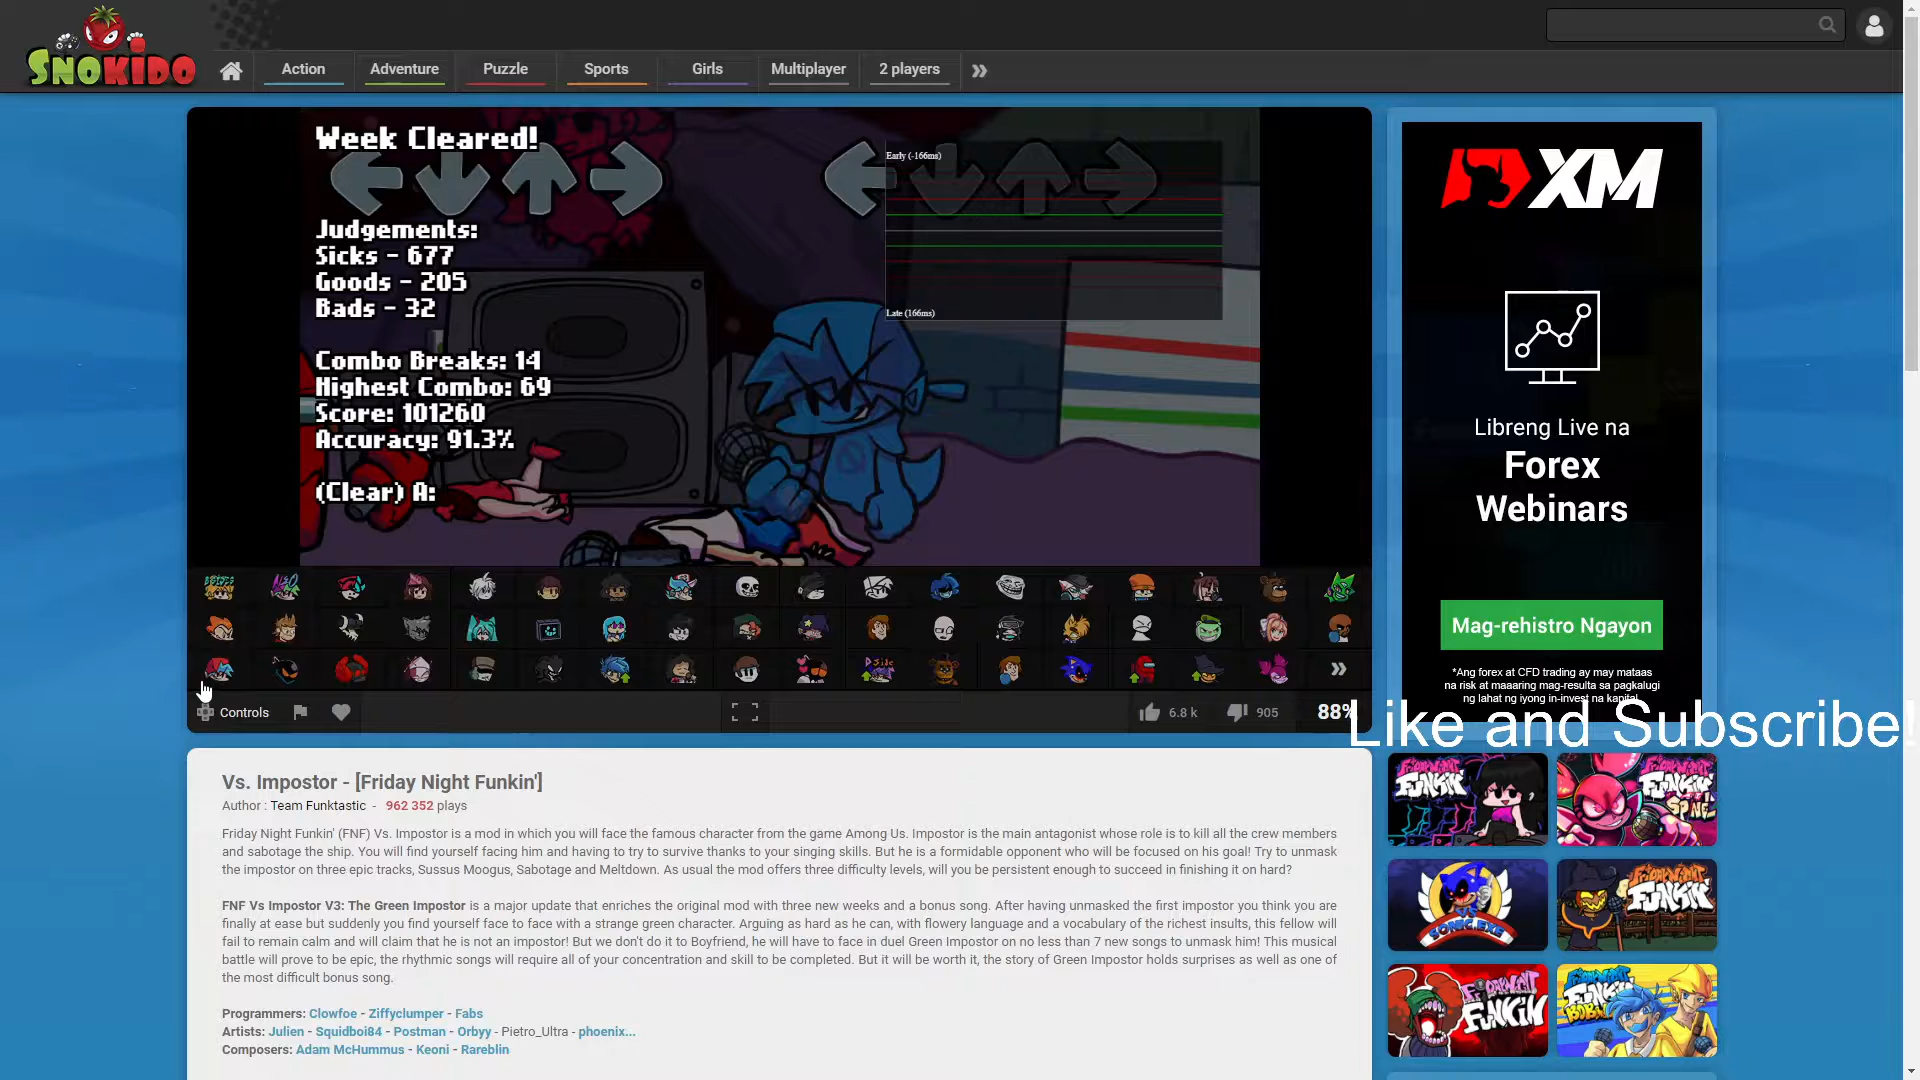 SNOKIDO
Action
Adventure
Puzzle
Sports
Girls
Multiplayer
2 players
Week Cleared!
Judgements:
Sicks - 677
Goods - 205
Bads - 32
Combo Breaks: 14
Highest Combo: 69
Score: 101260
Accuracy: 91.3%
(Clear) A:
Early (-166ms)
Late (166ms)
XM
Libreng Live na
Forex
Webinars
Mag-rehistro Ngayon
*Ang forex at CFD trading ay may mataas
na risk at maaaring mag-resulta sa pagkalugi
ng lahat ng iyong in-invest na kapital.
Controls
6.8 k
905
88%
Like and Subscribe!
Vs. Impostor - [Friday Night Funkin']
Author : Team Funktastic - 962 352 plays
Friday Night Funkin' (FNF) Vs. Impostor is a mod in which you will face the famous character from the game Among Us. Impostor is the main antagonist whose role is to kill all the crew members
and sabotage the ship. You will find yourself facing him and having to try to survive thanks to your singing skills. But he is a formidable opponent who will be focused on his goal! Try to unmask
the impostor on three epic tracks, Sussus Moogus, Sabotage and Meltdown. As usual the mod offers three difficulty levels, will you be persistent enough to succeed in finishing it on hard?
FNF Vs Impostor V3: The Green Impostor is a major update that enriches the original mod with three new weeks and a bonus song. After having unmasked the first impostor you think you are
finally at ease but suddenly you find yourself face to face with a strange green character. Arguing as hard as he can, with flowery language and a vocabulary of the richest insults, this fellow will
fail to remain calm and will claim that he is not an impostor! But we don't do it to Boyfriend, he will have to face in duel Green Impostor on no less than 7 new songs to unmask him! This musical
battle will prove to be epic, the rhythmic songs will require all of your concentration and skill to be completed. But it will be worth it, the story of Green Impostor holds surprises as well as one of
the most difficult bonus song.
Programmers: Clowfoe - Ziffyclumper - Fabs
Artists: Julien - Squidboi84 - Postman - Orbyy - Pietro_Ultra - phoenix...
Composers: Adam McHummus - Keoni - Rareblin
FRIDAY NIGHT
FUNKIN
FRIDAY NIGHT
FUNKIN
VS
SONIC.EXE
FRIDAY NIGHT
FUNKIN
FRIDAY NIGHT
FUNKIN
FRIDAY NIGHT
FUNKIN